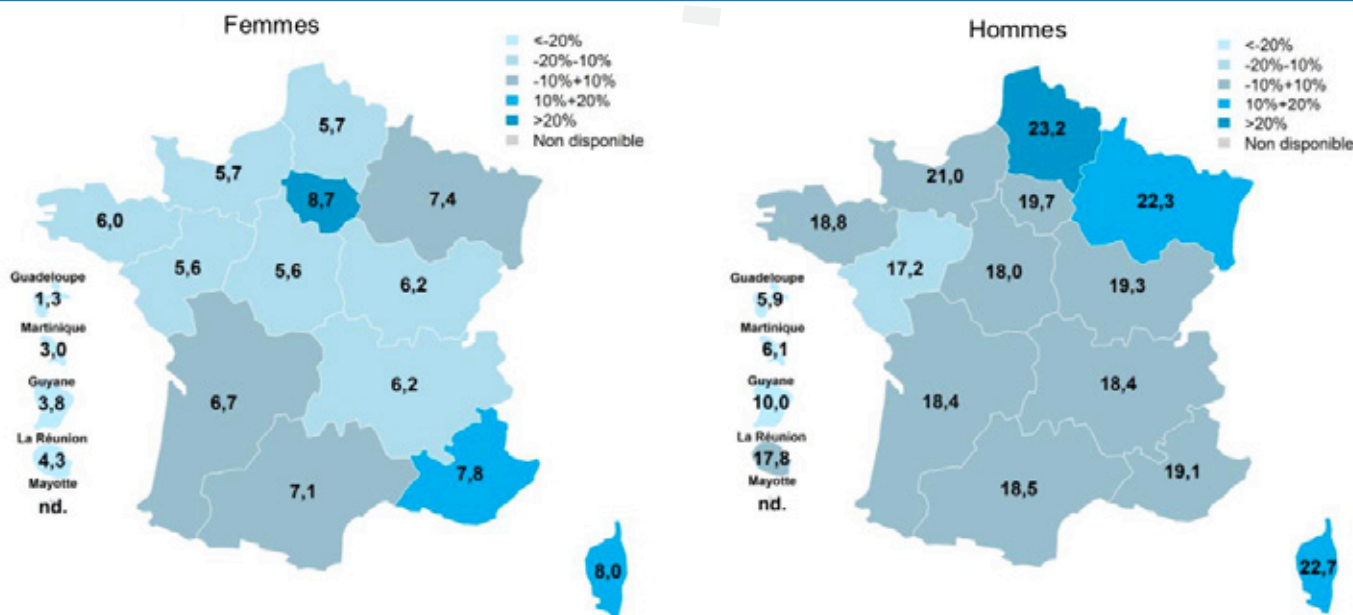 Femmes
<-20%
-20%-10%
-10%+10%
10%+20%
>20%
Non disponible
5,7
5,7
8,7
7,4
6,0
5,6
5,6
6,2
Guadeloupe
1,3
Martinique
3,0
Guyane
3,8
La Réunion
4,3
Mayotte
nd.
6,2
6,7
7,1
7,8
8,0
Hommes
<-20%
-20%-10%
-10%+10%
10%+20%
>20%
Non disponible
23,2
21,0
19,7
22,3
18,8
17,2
18,0
19,3
Guadeloupe
5,9
Martinique
6,1
Guyane
10,0
La Réunion
17,8
Mayotte
nd.
18,4
18,4
18,5
19,1
22,7